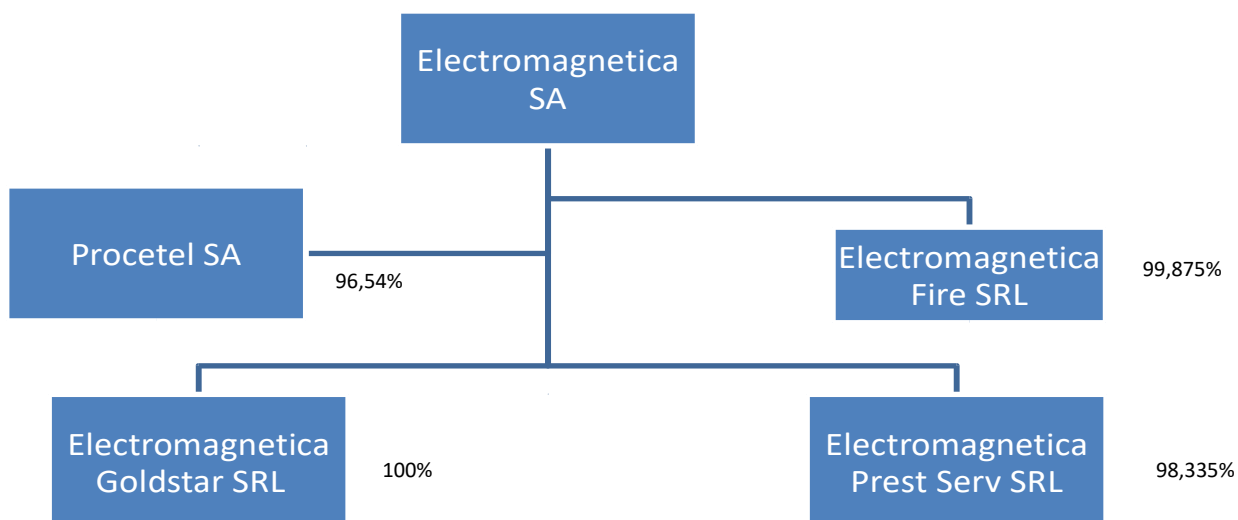 Electromagnetica
SA
Procetel SA
96,54%
Electromagnetica
Fire SRL
99,875%
Electromagnetica
Goldstar SRL
100%
Electromagnetica
Prest Serv SRL
98,335%